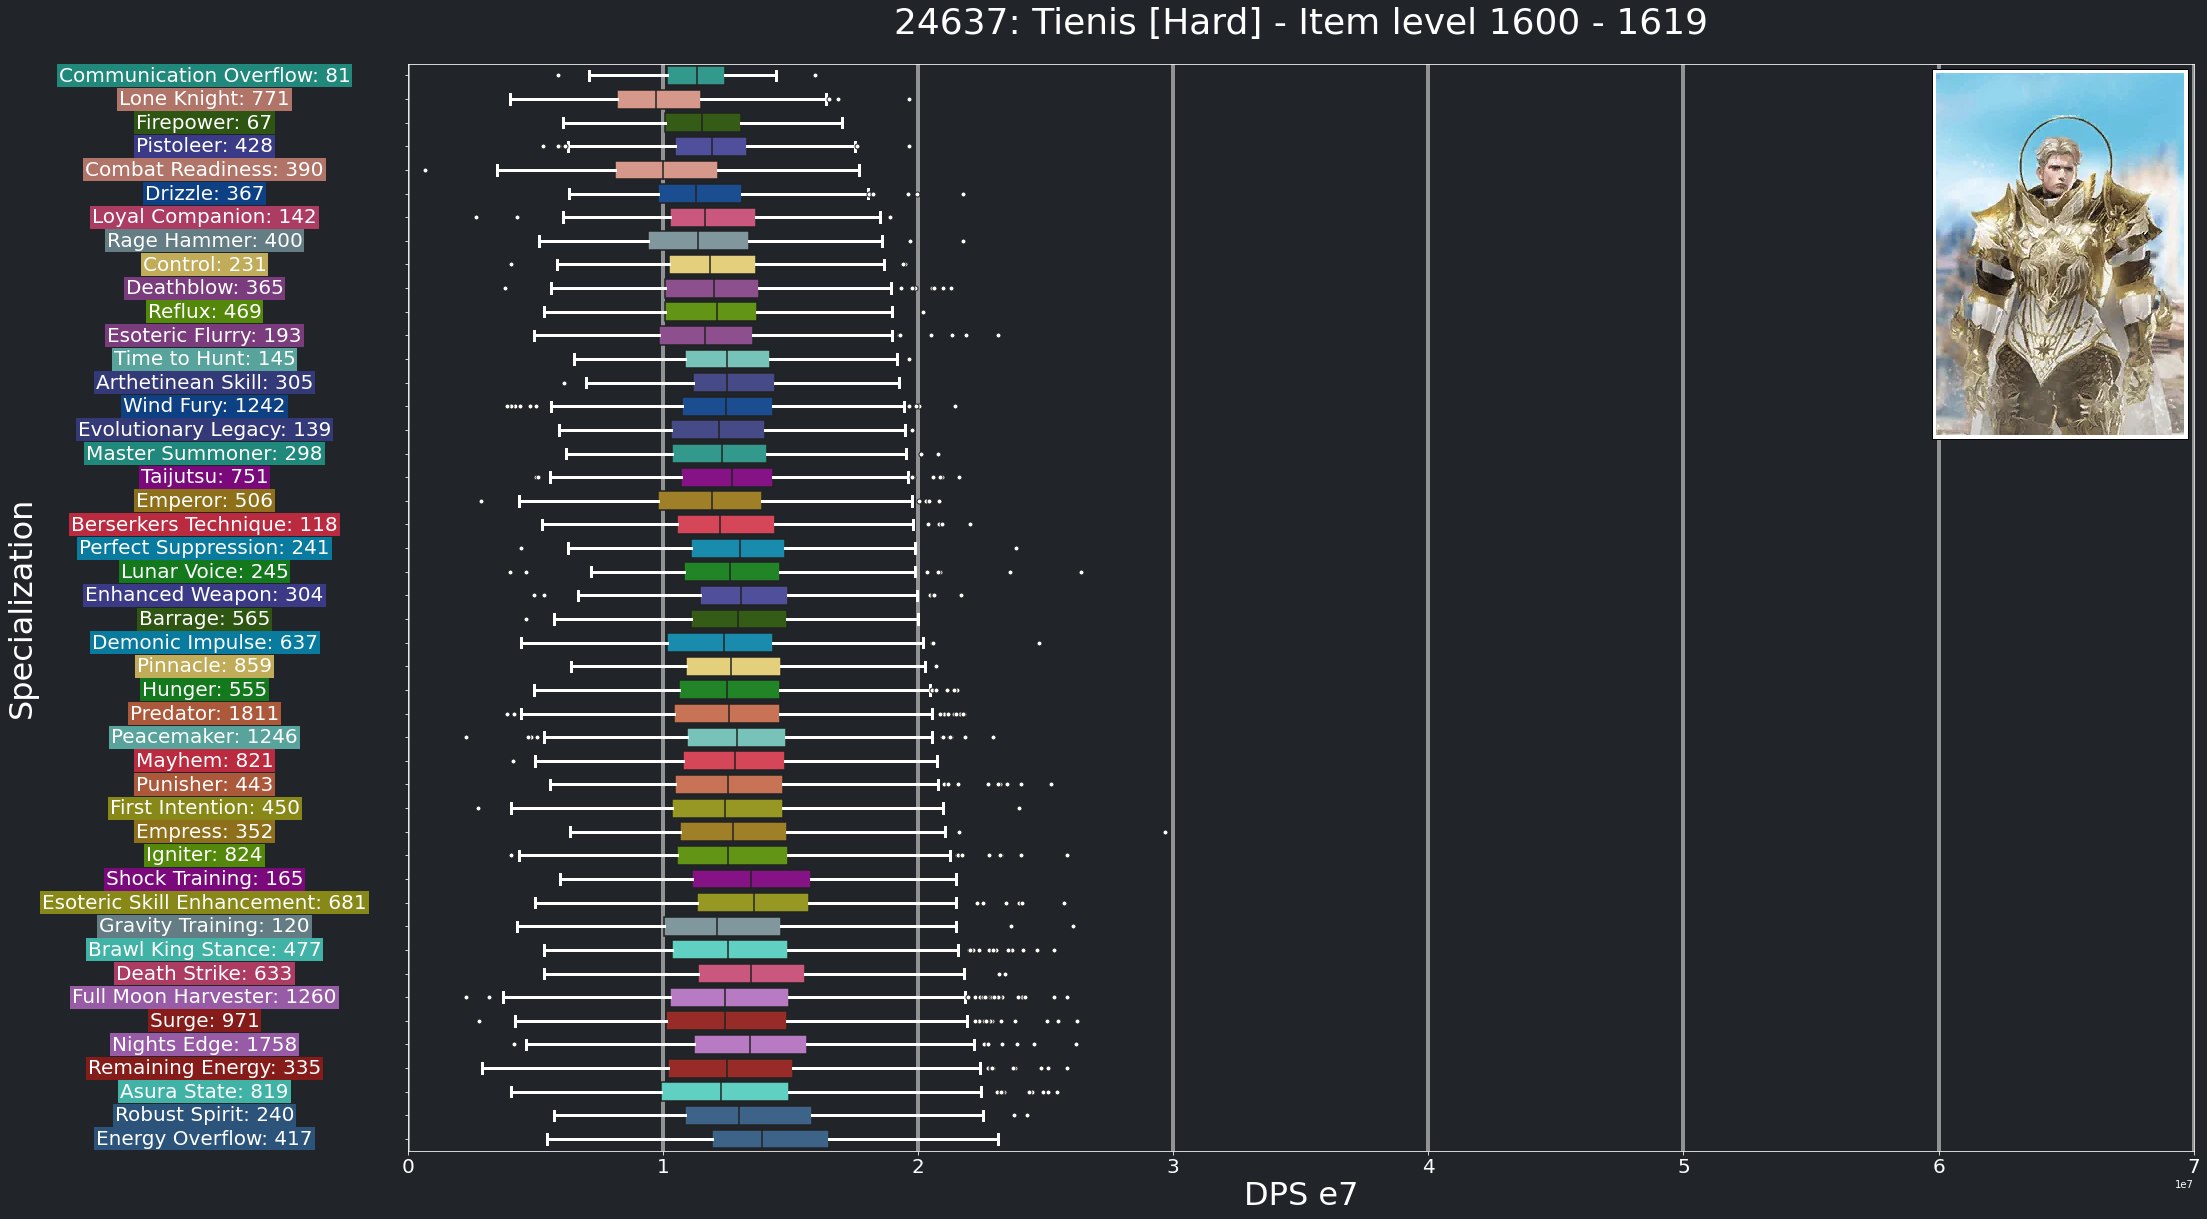 24637: Tienis [Hard] - Item level 1600 - 1619
Communication Overflow: 81
Lone Knight: 771
Firepower: 67
Pistoleer: 428
Combat Readiness: 390
Drizzle: 367
Loyal Companion: 142
Rage Hammer: 400
Control: 231
Deathblow: 365
Reflux: 469
Esoteric Flurry: 193
Time to Hunt: 145
Arthetinean Skill: 305
Wind Fury: 1242
Evolutionary Legacy: 139
Master Summoner: 298
Taijutsu: 751
Emperor: 506
Berserkers Technique: 118
Perfect Suppression: 241
Lunar Voice: 245
Enhanced Weapon: 304
Barrage: 565
Demonic Impulse: 637
Pinnacle: 859
Hunger: 555
Predator: 1811
Peacemaker: 1246
Mayhem: 821
Punisher: 443
First Intention: 450
Empress: 352
Igniter: 824
Shock Training: 165
Esoteric Skill Enhancement: 681
Gravity Training: 120
Brawl King Stance: 477
Death Strike: 633
Full Moon Harvester: 1260
Surge: 971
Nights Edge: 1758
Remaining Energy: 335
Asura State: 819
Robust Spirit: 240
Energy Overflow: 417
Specialization
0 1 2 3 4 5 6 7
1e7
DPS e7